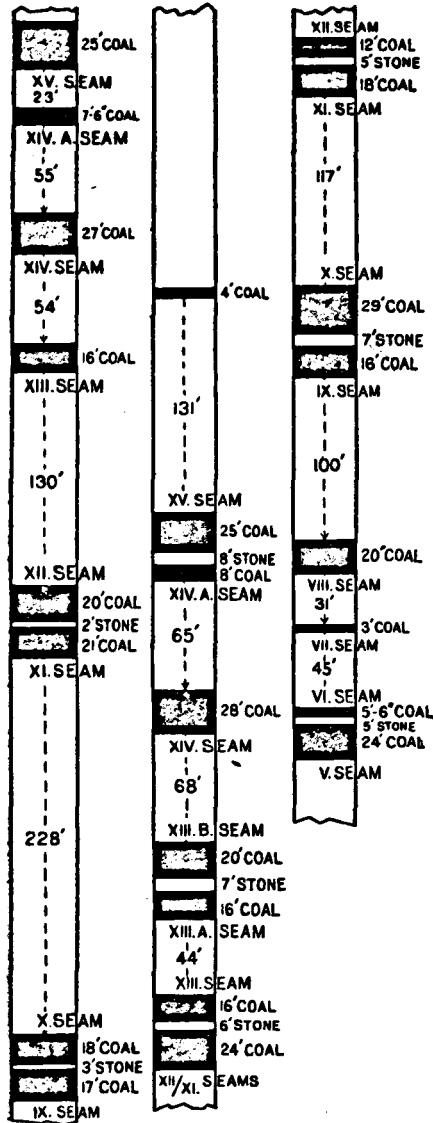 25' COAL
XV. SEAM
23'
7'-6" COAL
XIV. A. SEAM
55'
27' COAL
XIV. SEAM
54'
16' COAL
XIII. SEAM
130'
XII. SEAM
20' COAL
2' STONE
21' COAL
XI. SEAM
228'
X. SEAM
18' COAL
3' STONE
17' COAL
IX. SEAM
4' COAL
131'
XV. SEAM
25' COAL
8' STONE
8' COAL
XIV. A. SEAM
65'
28' COAL
XIV. SEAM
68'
XIII. B. SEAM
20' COAL
7' STONE
16' COAL
XIII. A. SEAM
44'
XIII. SEAM
16' COAL
6' STONE
24' COAL
XII/XI. SEAMS
XII. SEAM
12' COAL
5' STONE
18' COAL
XI. SEAM
117'
X. SEAM
29' COAL
7' STONE
16' COAL
IX. SEAM
100'
20' COAL
VIII. SEAM
31'
3' COAL
VII. SEAM
45'
VI. SEAM
5'-6" COAL
5' STONE
24' COAL
V. SEAM